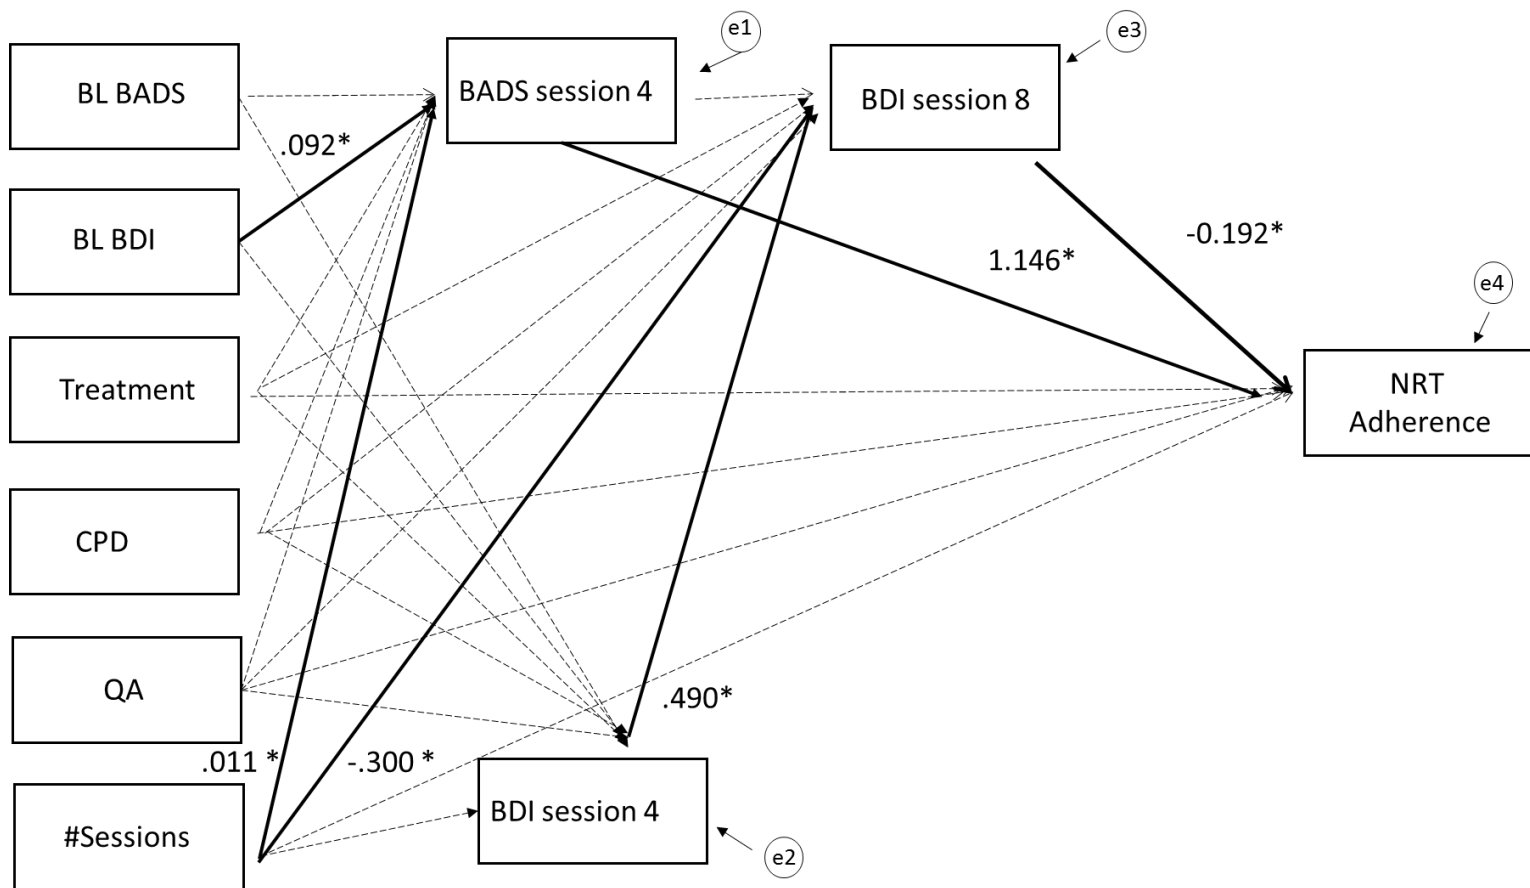 e1
e3
BL BADS
BADS session 4
BDI session 8
.092*
BL BDI
-0.192*
1.146*
e4
Treatment
NRT
Adherence
CPD
QA
.490*
.011 *
-.300 *
#Sessions
BDI session 4
e2